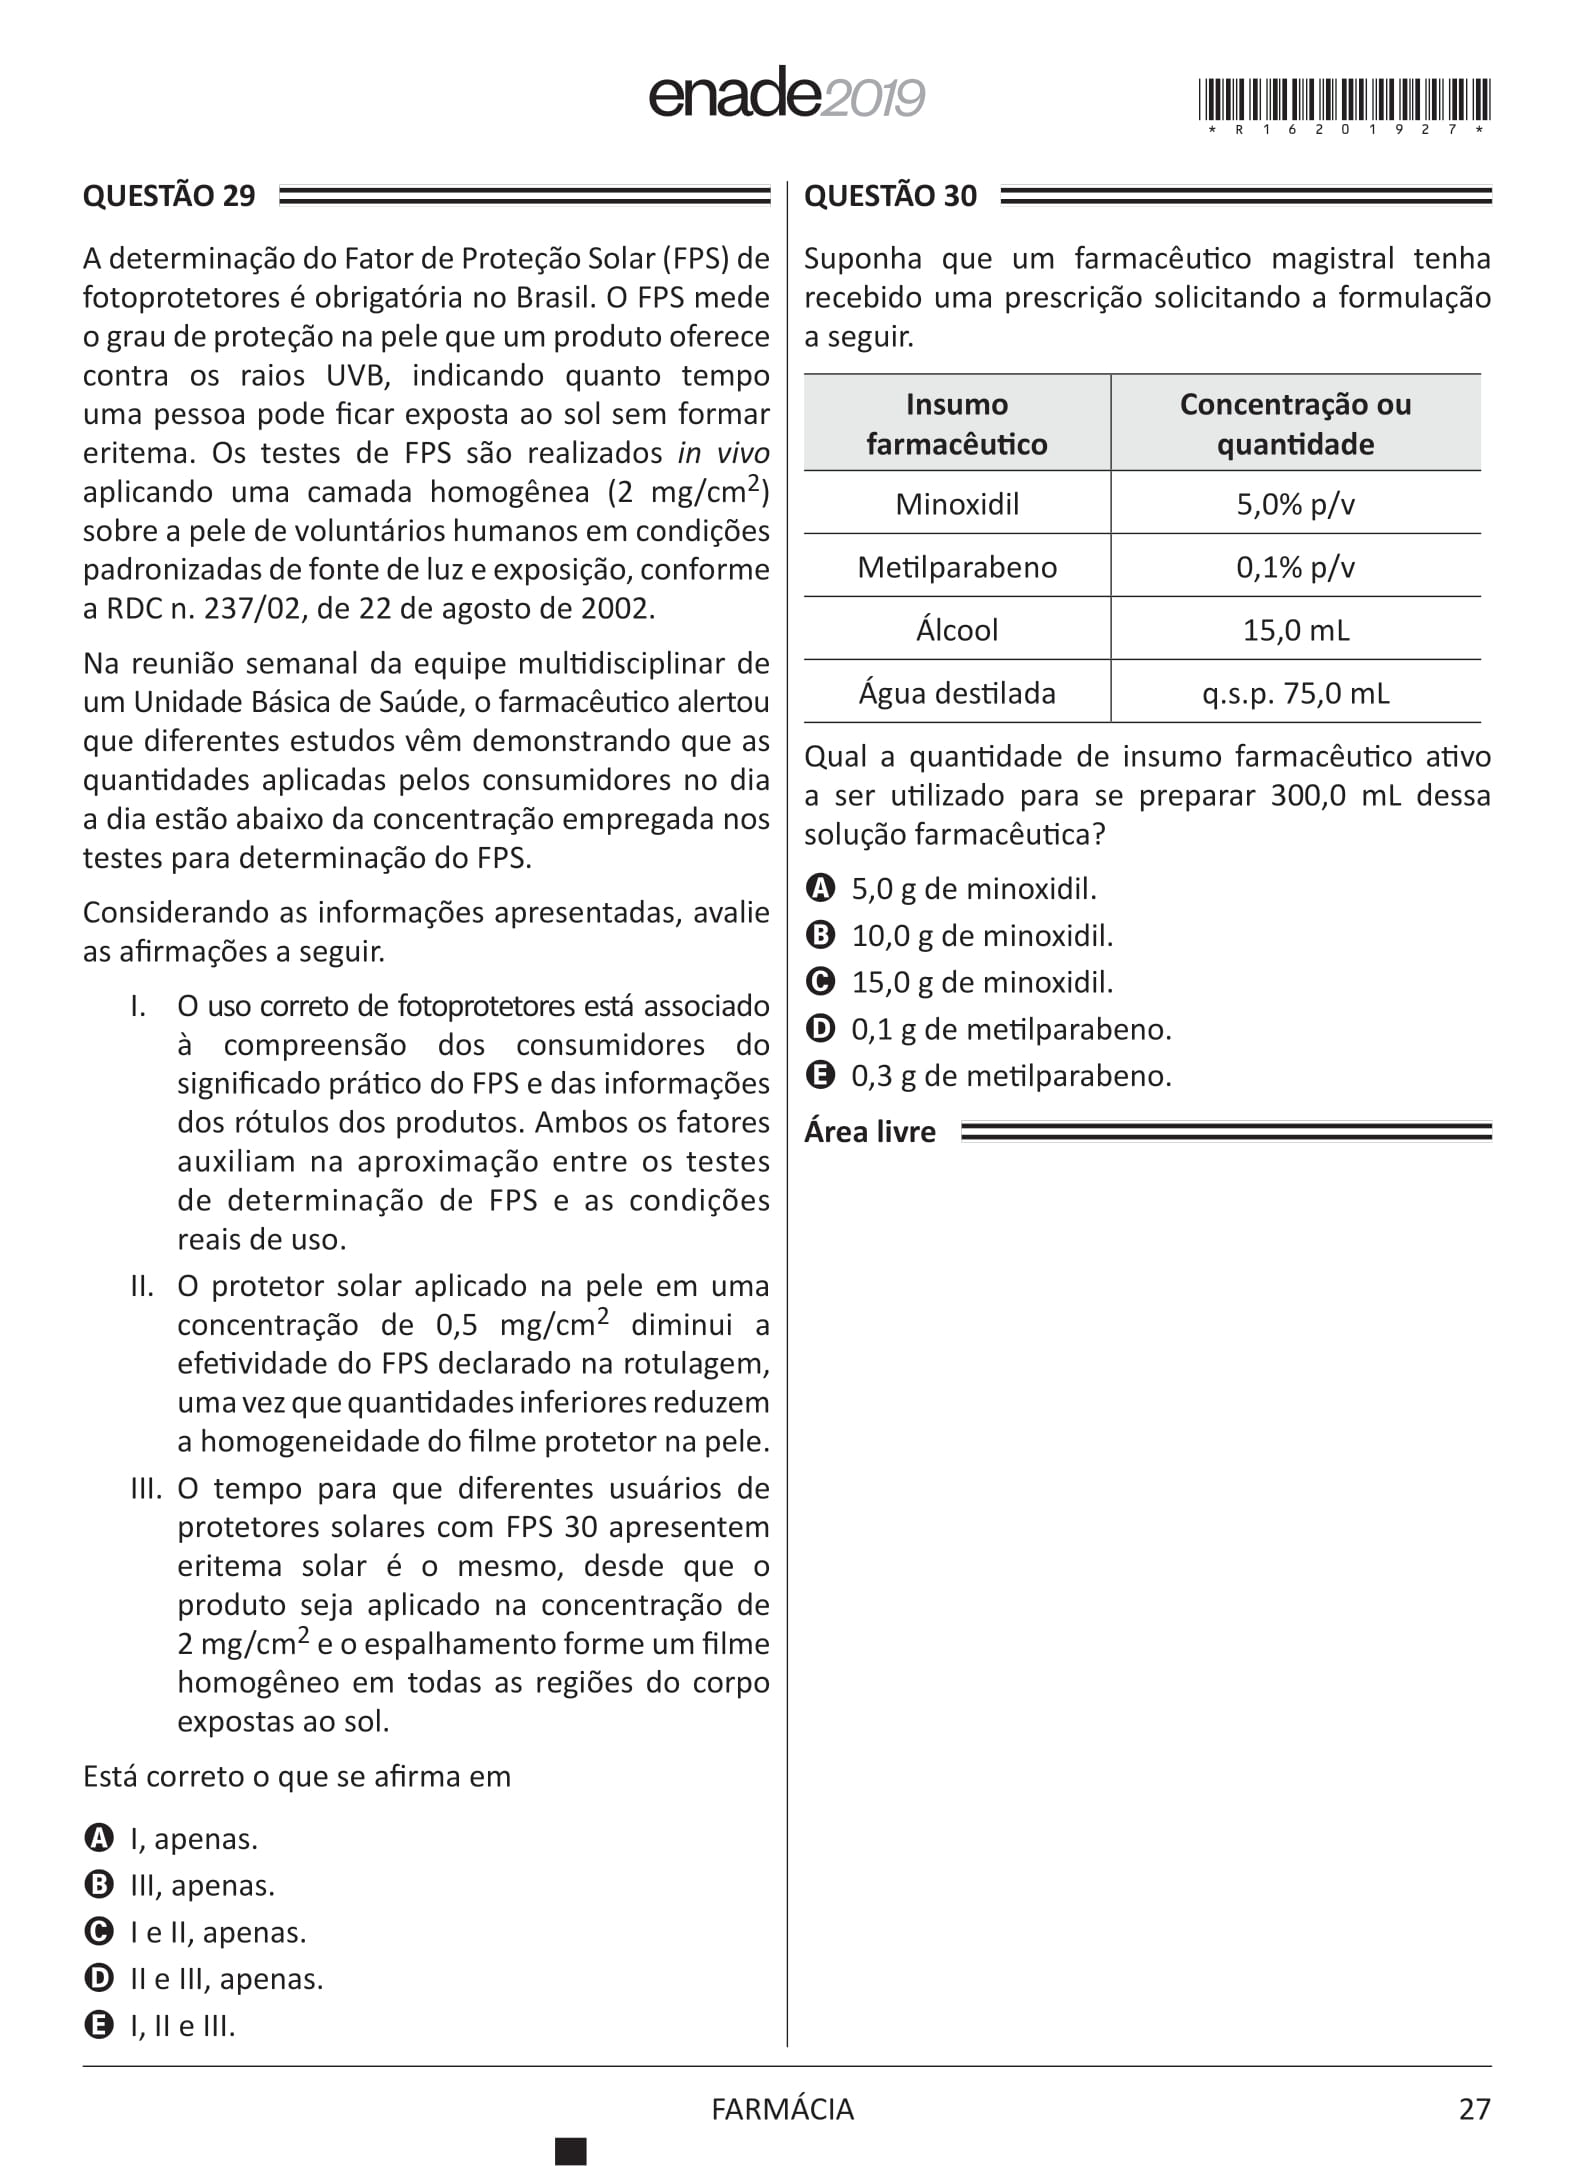 enade2019
*R16201927*
QUESTÃO 29
A determinação do Fator de Proteção Solar (FPS) de
fotoprotetores é obrigatória no Brasil. O FPS mede
o grau de proteção na pele que um produto oferece
contra os raios UVB, indicando quanto tempo
uma pessoa pode ficar exposta ao sol sem formar
eritema. Os testes de FPS são realizados in vivo
aplicando uma camada homogênea (2 mg/cm²)
sobre a pele de voluntários humanos em condições
padronizadas de fonte de luz e exposição, conforme
a RDC n. 237/02, de 22 de agosto de 2002.
Na reunião semanal da equipe multidisciplinar de
um Unidade Básica de Saúde, o farmacêutico alertou
que diferentes estudos vêm demonstrando que as
quantidades aplicadas pelos consumidores no dia
a dia estão abaixo da concentração empregada nos
testes para determinação do FPS.
Considerando as informações apresentadas, avalie
as afirmações a seguir.
I. O uso correto de fotoprotetores está associado
à compreensão dos consumidores do
significado prático do FPS e das informações
dos rótulos dos produtos. Ambos os fatores
auxiliam na aproximação entre os testes
de determinação de FPS e as condições
reais de uso.
II. O protetor solar aplicado na pele em uma
concentração de 0,5 mg/cm² diminui a
efetividade do FPS declarado na rotulagem,
uma vez que quantidades inferiores reduzem
a homogeneidade do filme protetor na pele.
III. O tempo para que diferentes usuários de
protetores solares com FPS 30 apresentem
eritema solar é o mesmo, desde que o
produto seja aplicado na concentração de
2 mg/cm² e o espalhamento forme um filme
homogêneo em todas as regiões do corpo
expostas ao sol.
Está correto o que se afirma em
A I, apenas.
B III, apenas.
C I e II, apenas.
D II e III, apenas.
E I, II e III.
QUESTÃO 30
Suponha que um farmacêutico magistral tenha
recebido uma prescrição solicitando a formulação
a seguir.
Insumo farmacêutico
Concentração ou quantidade
Minoxidil 5,0% p/v
Metilparabeno 0,1% p/v
Álcool 15,0 mL
Água destilada q.s.p. 75,0 mL
Qual a quantidade de insumo farmacêutico ativo
a ser utilizado para se preparar 300,0 mL dessa
solução farmacêutica?
A 5,0 g de minoxidil.
B 10,0 g de minoxidil.
C 15,0 g de minoxidil.
D 0,1 g de metilparabeno.
E 0,3 g de metilparabeno.
Área livre
FARMÁCIA
27